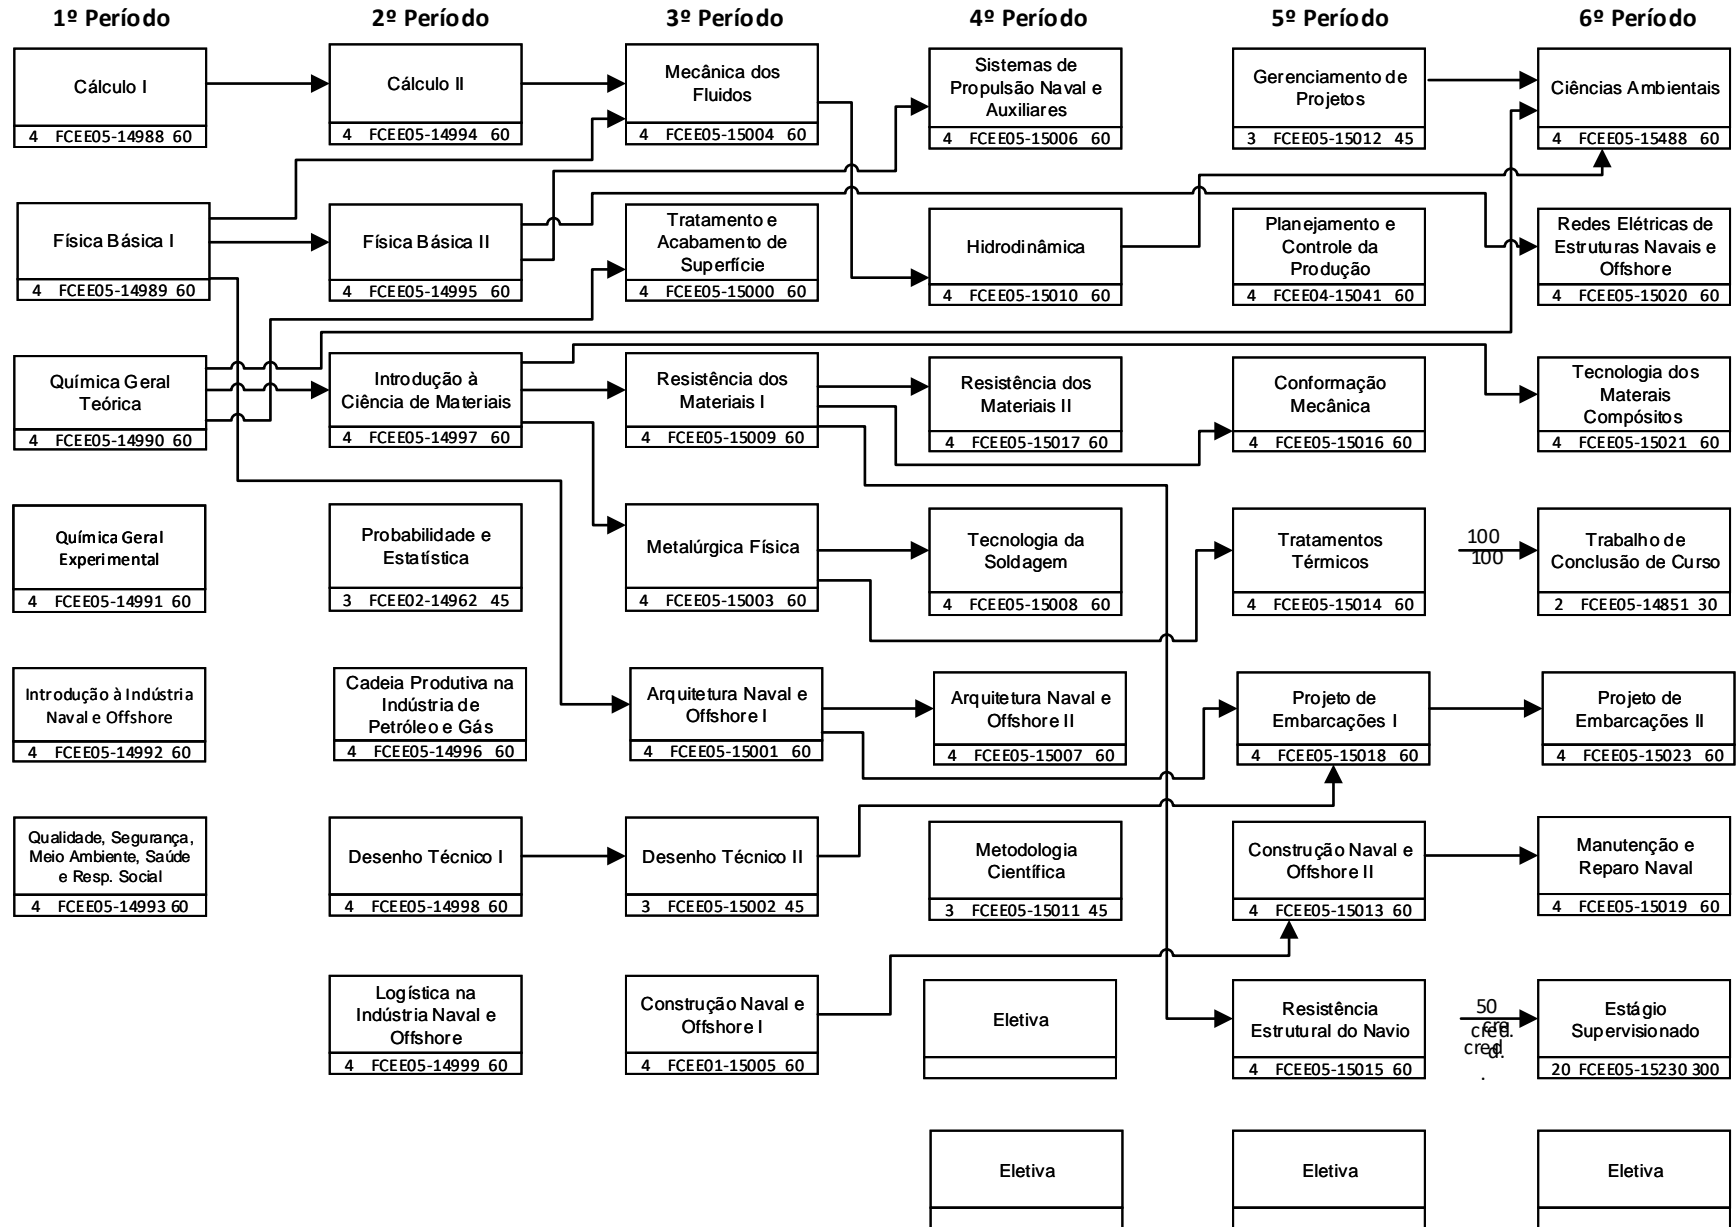 1º Período
2º Período
3º Período
4º Período
5º Período
6º Período
Cálculo I
4 FCEE05-14988 60
Cálculo II
4 FCEE05-14994 60
Mecânica dos
Fluidos
4 FCEE05-15004 60
Sistemas de
Propulsão Naval e
Auxiliares
4 FCEE05-15006 60
Gerenciamento de
Projetos
3 FCEE05-15012 45
Ciências Ambientais
4 FCEE05-15488 60
Física Básica I
4 FCEE05-14989 60
Física Básica II
4 FCEE05-14995 60
Tratamento e
Acabamento de
Superfície
4 FCEE05-15000 60
Hidrodinâmica
4 FCEE05-15010 60
Planejamento e
Controle da
Produção
4 FCEE04-15041 60
Redes Elétricas de
Estruturas Navais e
Offshore
4 FCEE05-15020 60
Química Geral
Teórica
4 FCEE05-14990 60
Introdução à
Ciência de Materiais
4 FCEE05-14997 60
Resistência dos
Materiais I
4 FCEE05-15009 60
Resistência dos
Materiais II
4 FCEE05-15017 60
Conformação
Mecânica
4 FCEE05-15016 60
Tecnologia dos
Materais
Compósitos
4 FCEE05-15021 60
Química Geral
Experimental
4 FCEE05-14991 60
Probabilidade e
Estatística
3 FCEE02-14962 45
Metalúrgica Física
4 FCEE05-15003 60
Tecnologia da
Soldagem
4 FCEE05-15008 60
Tratamentos
Térmicos
4 FCEE05-15014 60
100
100
Trabalho de
Conclusão de Curso
2 FCEE05-14851 30
Introdução à Indústria
Naval e Offshore
4 FCEE05-14992 60
Cadeia Produtiva na
Indústria de
Petróleo e Gás
4 FCEE05-14996 60
Arquitetura Naval e
Offshore I
4 FCEE05-15001 60
Arquitetura Naval e
Offshore II
4 FCEE05-15007 60
Projeto de
Embarcações I
4 FCEE05-15018 60
Projeto de
Embarcações II
4 FCEE05-15023 60
Qualidade, Segurança,
Meio Ambiente, Saúde
e Resp. Social
4 FCEE05-14993 60
Desenho Técnico I
4 FCEE05-14998 60
Desenho Técnico II
3 FCEE05-15002 45
Metodologia
Científica
3 FCEE05-15011 45
Construção Naval e
Offshore II
4 FCEE05-15013 60
Manutenção e
Reparo Naval
4 FCEE05-15019 60
Logística na
Indústria Naval e
Offshore
4 FCEE05-14999 60
Construção Naval e
Offshore I
4 FCEE01-15005 60
Eletiva
Resistência
Estrutural do Navio
4 FCEE05-15015 60
50
cred.
cred
.
Estágio
Supervisionado
20 FCEE05-15230 300
Eletiva
Eletiva
Eletiva